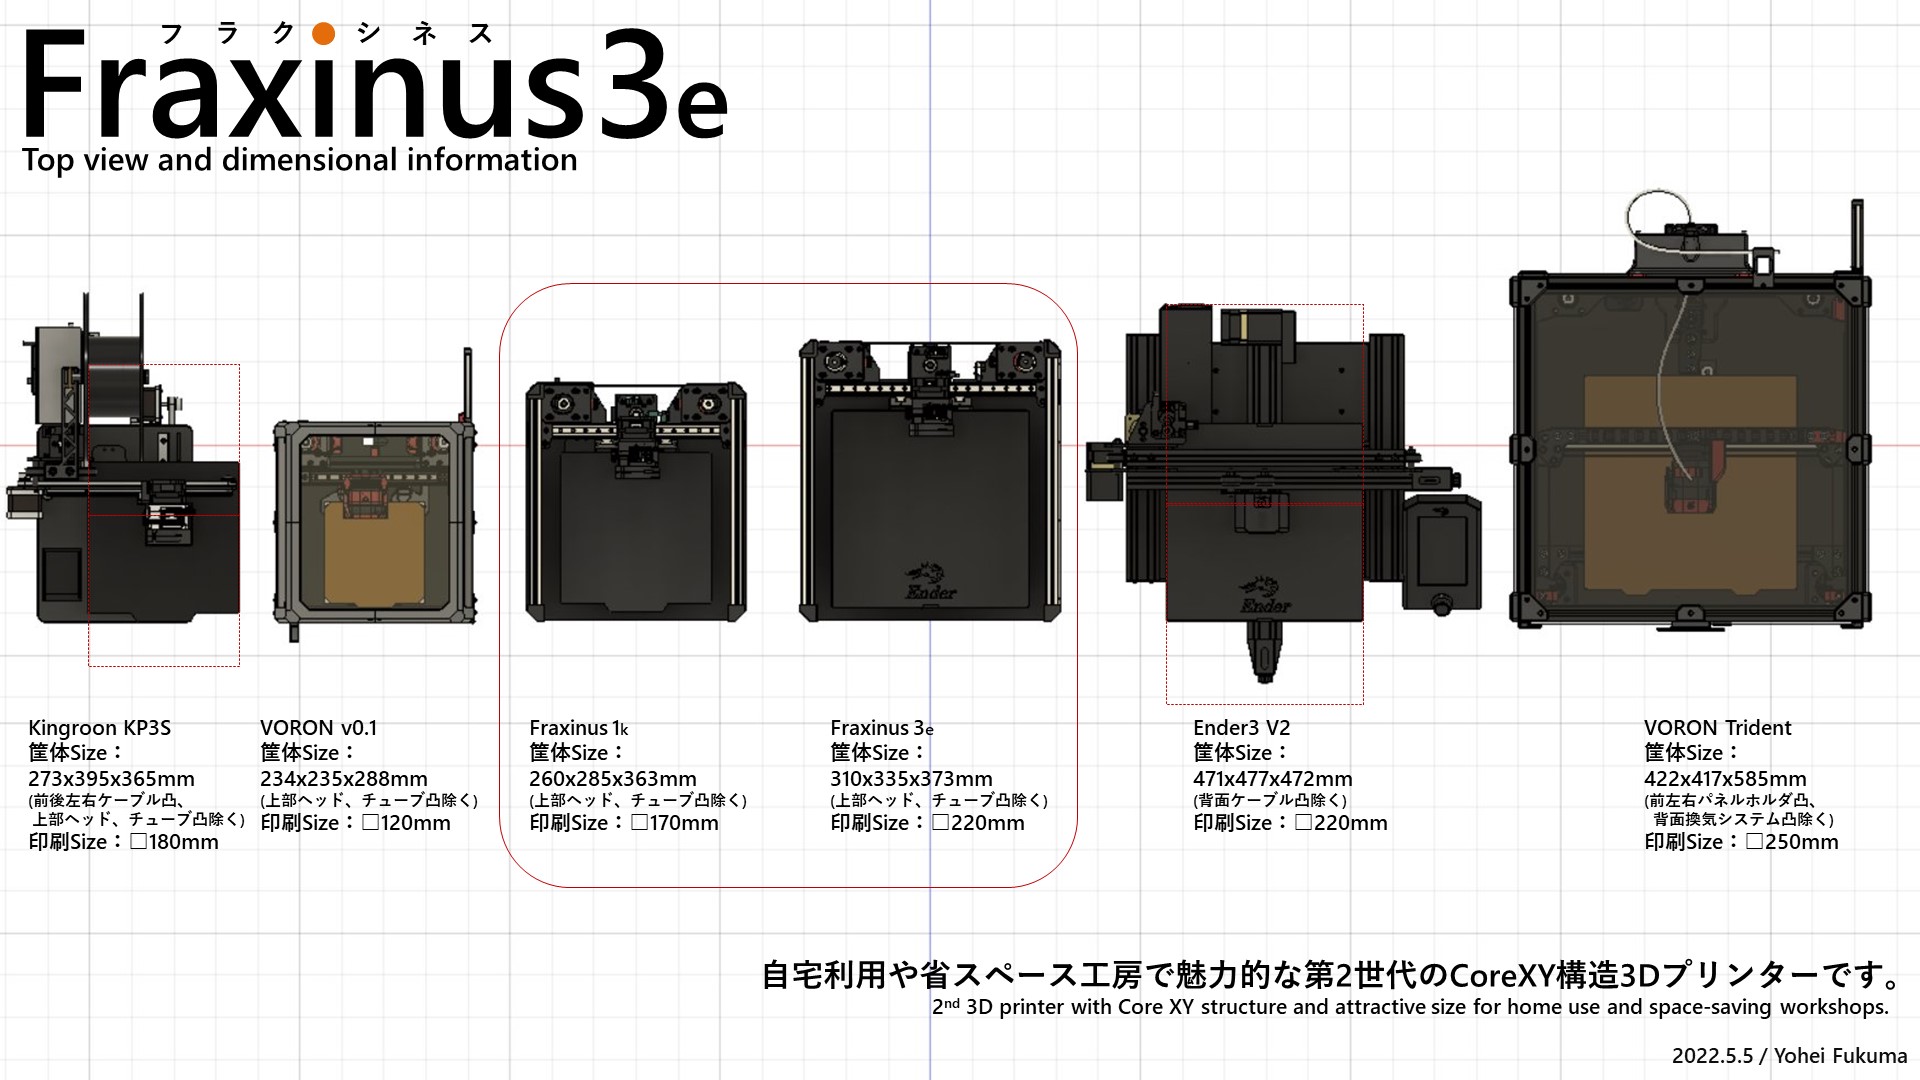 フラクシネス
Fraxinus3e
Top view and dimensional information
Ender
Ender
Kingroon KP3S
筐体Size：
273x395x365mm
(前後左右ケーブル凸、
上部ヘッド、チューブ凸除く)
印刷Size：□180mm
VORON v0.1
筐体Size：
234x235x288mm
(上部ヘッド、チューブ凸除く)
印刷Size：□120mm
Fraxinus 1k
筐体Size：
260x285x363mm
(上部ヘッド、チューブ凸除く)
印刷Size：□170mm
Fraxinus 3e
筐体Size：
310x335x373mm
(上部ヘッド、チューブ凸除く)
印刷Size：□220mm
Ender3 V2
筐体Size：
471x477x472mm
(背面ケーブル凸除く)
印刷Size：□220mm
VORON Trident
筐体Size：
422x417x585mm
(前左右パネルホルダ凸、
背面換気システム凸除く)
印刷Size：□250mm
自宅利用や省スペース工房で魅力的な第2世代のCoreXY構造3Dプリンターです。
2nd 3D printer with Core XY structure and attractive size for home use and space-saving workshops.
2022.5.5 / Yohei Fukuma